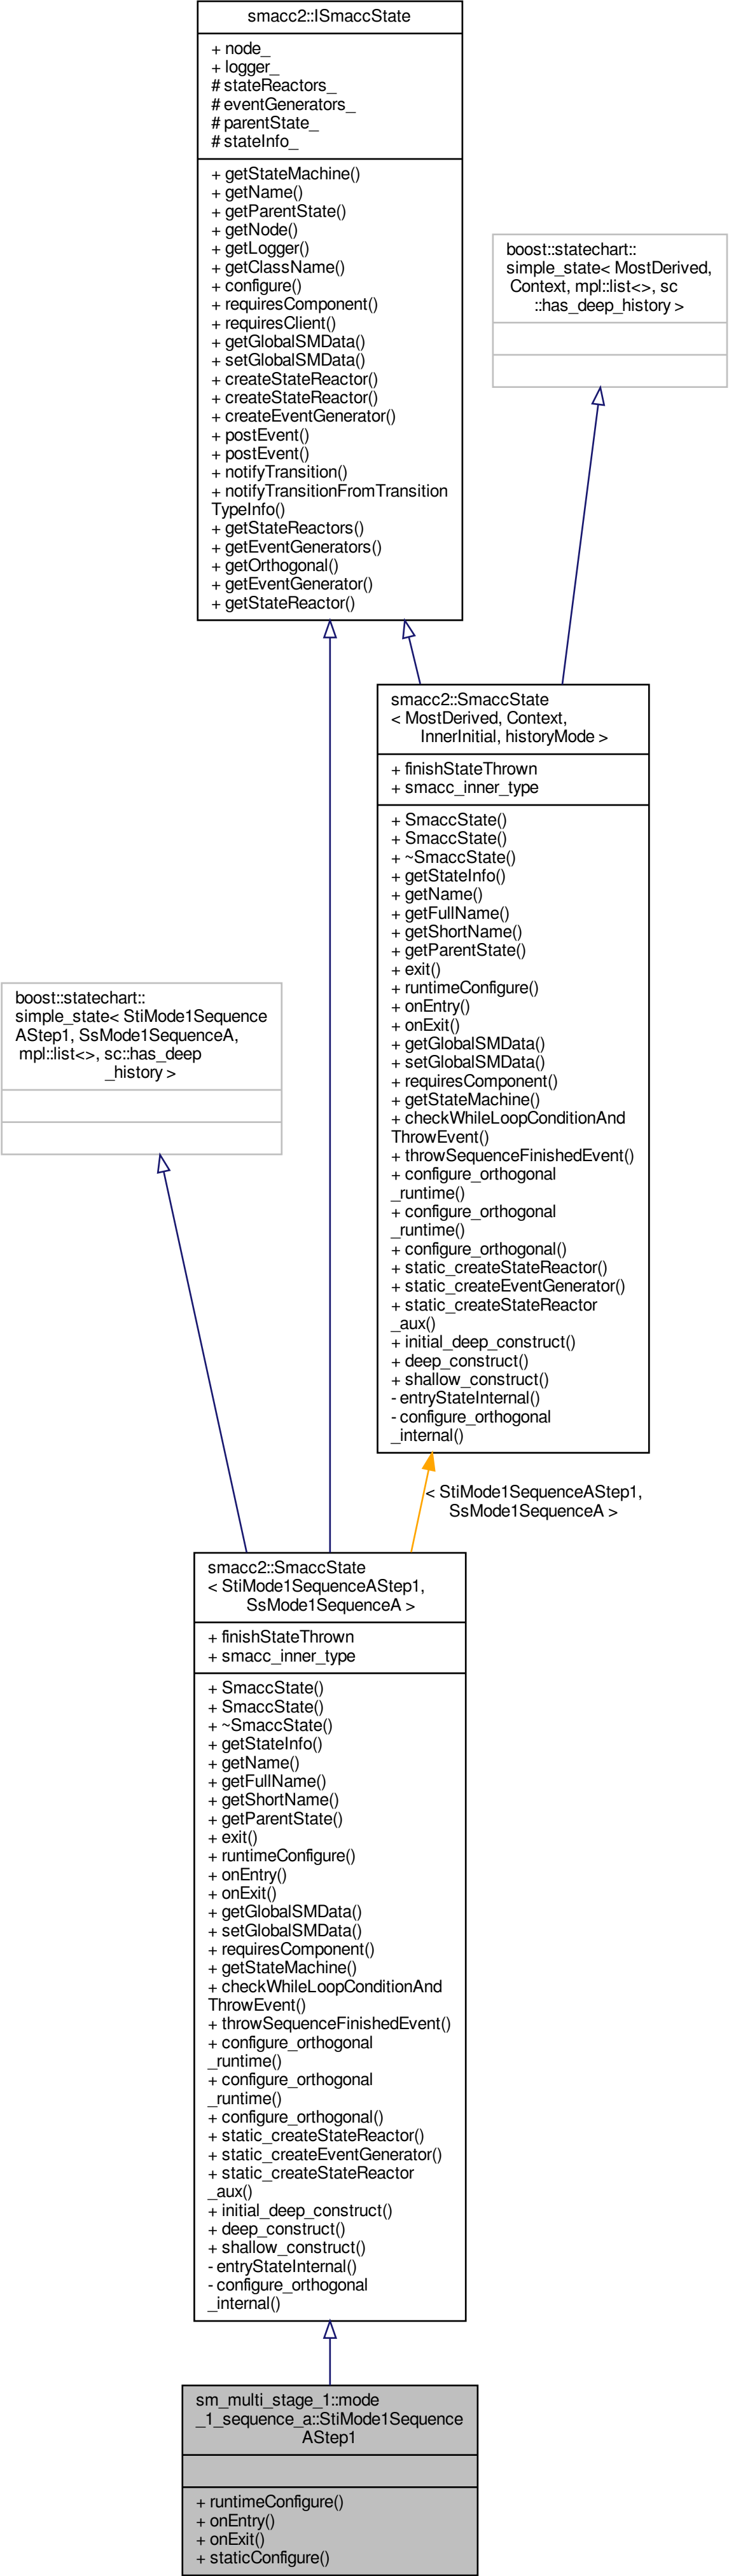 smacc2::ISmaccState
+ node_
+ logger_
# stateReactors_
# eventGenerators_
# parentState_
# stateInfo_
+ getStateMachine()
+ getName()
+ getParentState()
+ getNode()
+ getLogger()
+ getClassName()
+ configure()
+ requiresComponent()
+ requiresClient()
+ getGlobalSMData()
+ setGlobalSMData()
+ createStateReactor()
+ createStateReactor()
+ createEventGenerator()
+ postEvent()
+ postEvent()
+ notifyTransition()
+ notifyTransitionFromTransition
TypeInfo()
+ getStateReactors()
+ getEventGenerators()
+ getOrthogonal()
+ getEventGenerator()
+ getStateReactor()
boost::statechart::
simple_state< MostDerived,
Context, mpl::list<>, sc
::has_deep_history >
smacc2::SmaccState
< MostDerived, Context,
InnerInitial, historyMode >
+ finishStateThrown
+ smacc_inner_type
+ SmaccState()
+ SmaccState()
+ ~SmaccState()
+ getStateInfo()
+ getName()
+ getFullName()
+ getShortName()
+ getParentState()
+ exit()
+ runtimeConfigure()
+ onEntry()
+ onExit()
+ getGlobalSMData()
+ setGlobalSMData()
+ requiresComponent()
+ getStateMachine()
+ checkWhileLoopConditionAnd
ThrowEvent()
+ throwSequenceFinishedEvent()
+ configure_orthogonal
_runtime()
+ configure_orthogonal
_runtime()
+ configure_orthogonal()
+ static_createStateReactor()
+ static_createEventGenerator()
+ static_createStateReactor
_aux()
+ initial_deep_construct()
+ deep_construct()
+ shallow_construct()
- entryStateInternal()
- configure_orthogonal
_internal()
boost::statechart::
simple_state< StiMode1Sequence
AStep1, SsMode1SequenceA,
mpl::list<>, sc::has_deep
_history >
< StiMode1SequenceAStep1,
SsMode1SequenceA >
smacc2::SmaccState
< StiMode1SequenceAStep1,
SsMode1SequenceA >
+ finishStateThrown
+ smacc_inner_type
+ SmaccState()
+ SmaccState()
+ ~SmaccState()
+ getStateInfo()
+ getName()
+ getFullName()
+ getShortName()
+ getParentState()
+ exit()
+ runtimeConfigure()
+ onEntry()
+ onExit()
+ getGlobalSMData()
+ setGlobalSMData()
+ requiresComponent()
+ getStateMachine()
+ checkWhileLoopConditionAnd
ThrowEvent()
+ throwSequenceFinishedEvent()
+ configure_orthogonal
_runtime()
+ configure_orthogonal
_runtime()
+ configure_orthogonal()
+ static_createStateReactor()
+ static_createEventGenerator()
+ static_createStateReactor
_aux()
+ initial_deep_construct()
+ deep_construct()
+ shallow_construct()
- entryStateInternal()
- configure_orthogonal
_internal()
sm_multi_stage_1::mode
_1_sequence_a::StiMode1Sequence
AStep1
+ runtimeConfigure()
+ onEntry()
+ onExit()
+ staticConfigure()